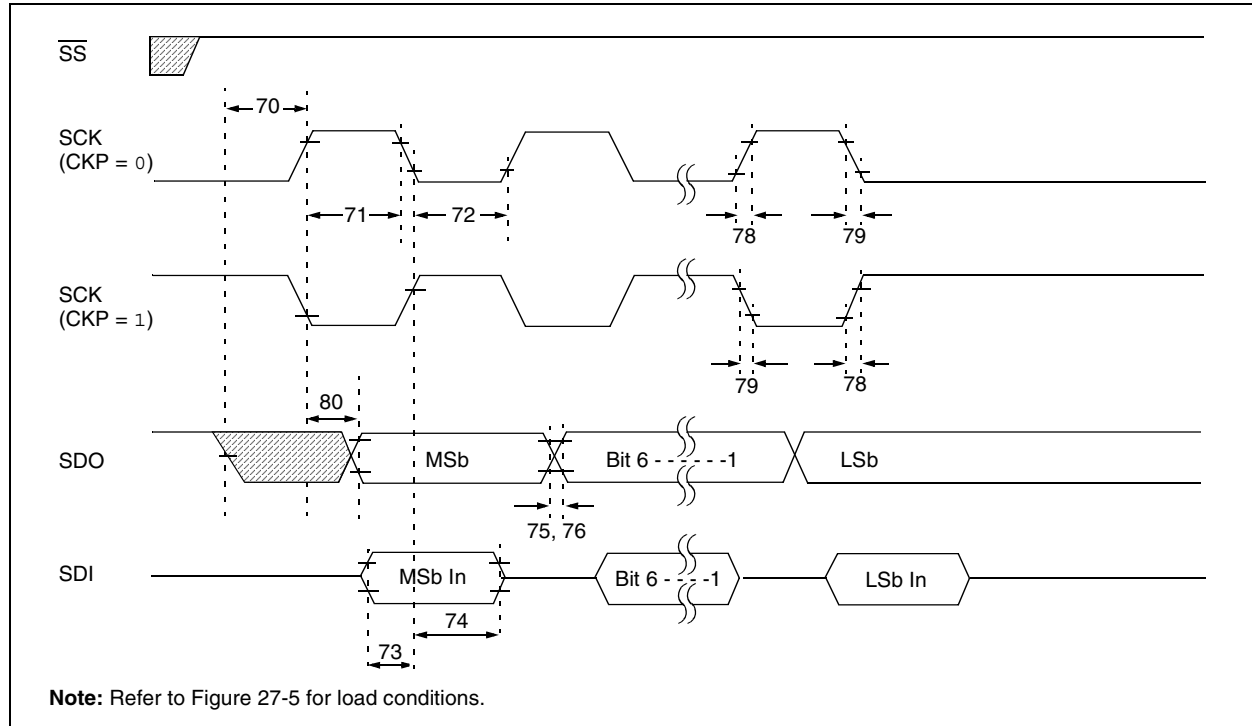 SS
70
SCK
(CKP = 0)
71
72
78
79
SCK
(CKP = 1)
79
78
80
SDO
MSb
Bit 6 - - - - - -1
LSb
75, 76
SDI
MSb In
Bit 6 - - - - -1
LSb In
74
73
Note: Refer to Figure 27-5 for load conditions.